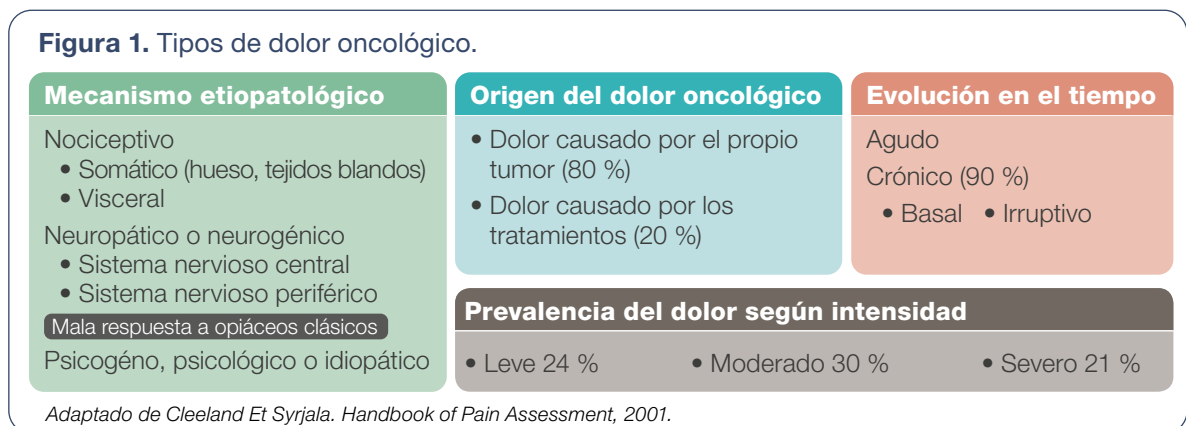 Figura 1. Tipos de dolor oncológico.
Mecanismo etiopatológico
Nociceptivo
• Somático (hueso, tejidos blandos)
• Visceral
Neuropático o neurogénico
• Sistema nervioso central
• Sistema nervioso periférico
Mala respuesta a opiáceos clásicos
Psicogéno, psicológico o idiopático
Origen del dolor oncológico
• Dolor causado por el propio
tumor (80 %)
• Dolor causado por los
tratamientos (20 %)
Evolución en el tiempo
Agudo
Crónico (90 %)
• Basal • Irruptivo
Prevalencia del dolor según intensidad
• Leve 24 % • Moderado 30 % • Severo 21 %
Adaptado de Cleeland Et Syrjala. Handbook of Pain Assessment, 2001.